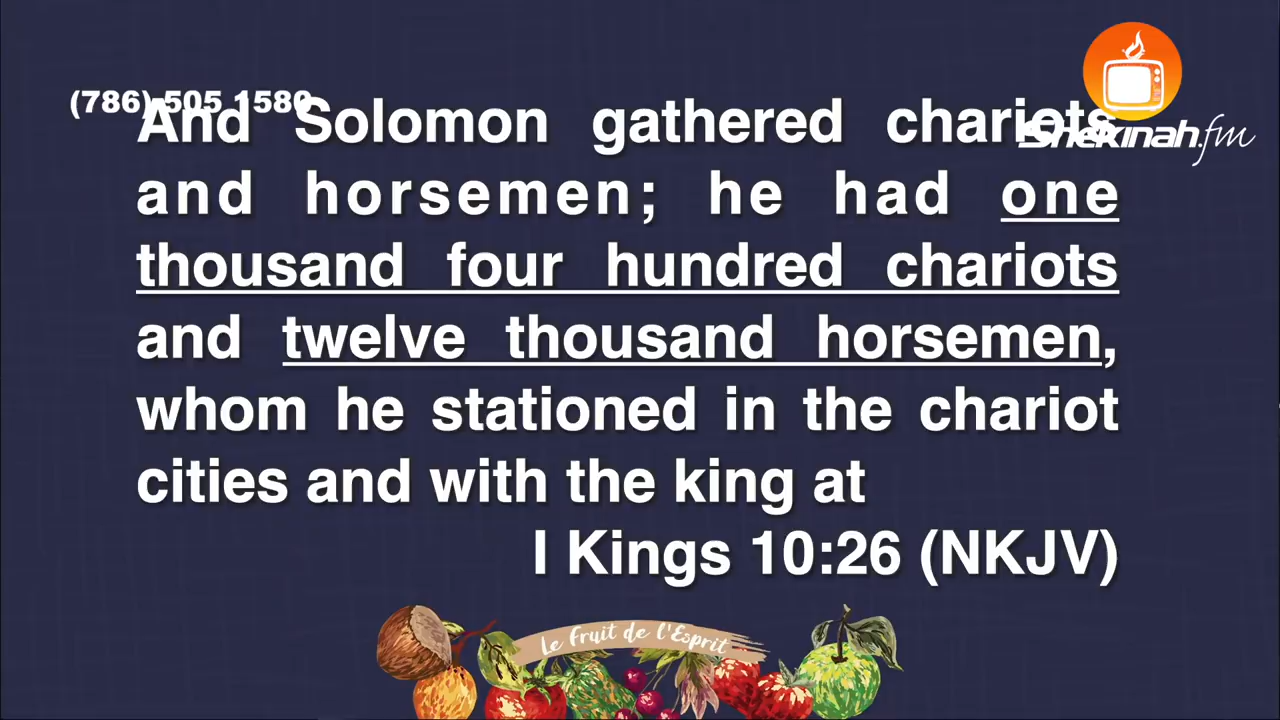 (786) 505 1580
Shekinah.fm
And Solomon gathered chariots
and horsemen; he had one
thousand four hundred chariots
and twelve thousand horsemen,
whom he stationed in the chariot
cities and with the king at
I Kings 10:26 (NKJV)
Le Fruit de l'Esprit